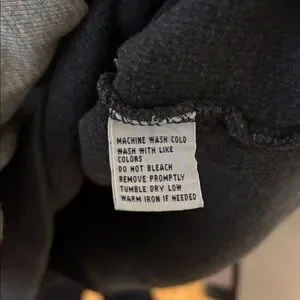 MACHINE WASH COLD
WASH WITH LIKE
COLORS
DO NOT BLEACH
REMOVE PROMPTLY
TUMBLE DRY LOW
WARM IRON IF NEEDED